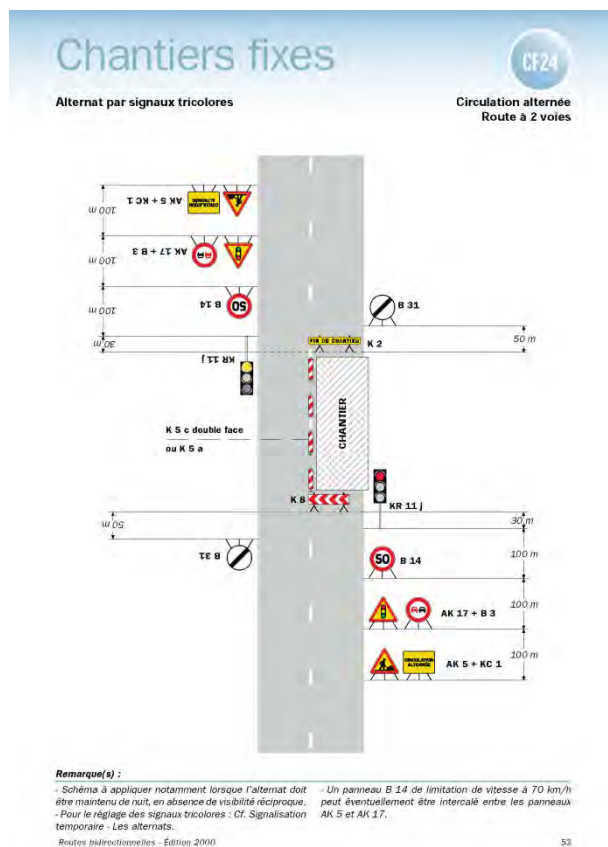 Chantiers fixes
CF24
Alternat par signaux tricolores
Circulation alternée
Route à 2 voies
AK 5 + KC 1
CIRCULATION
ALTERNÉE
100 m
AK 17 + B 3
100 m
B 14
50
100 m
B 31
30 m
KR 11 j
FIN DE CHANTIER
K 2
50 m
K 5 c double face
ou K 5 a
CHANTIER
K 8
KR 11 j
50 m
30 m
B 31
50
B 14
100 m
AK 17 + B 3
100 m
CIRCULATION
ALTERNÉE
AK 5 + KC 1
100 m
Remarque(s) :
- Schéma à appliquer notamment lorsque l'alternat doit
être maintenu de nuit, en absence de visibilité réciproque.
- Pour le réglage des signaux tricolores : Cf. Signalisation
temporaire - Les alternats.
- Un panneau B 14 de limitation de vitesse à 70 km/h
peut éventuellement être intercalé entre les panneaux
AK 5 et AK 17.
Routes bidirectionnelles - Édition 2000
53